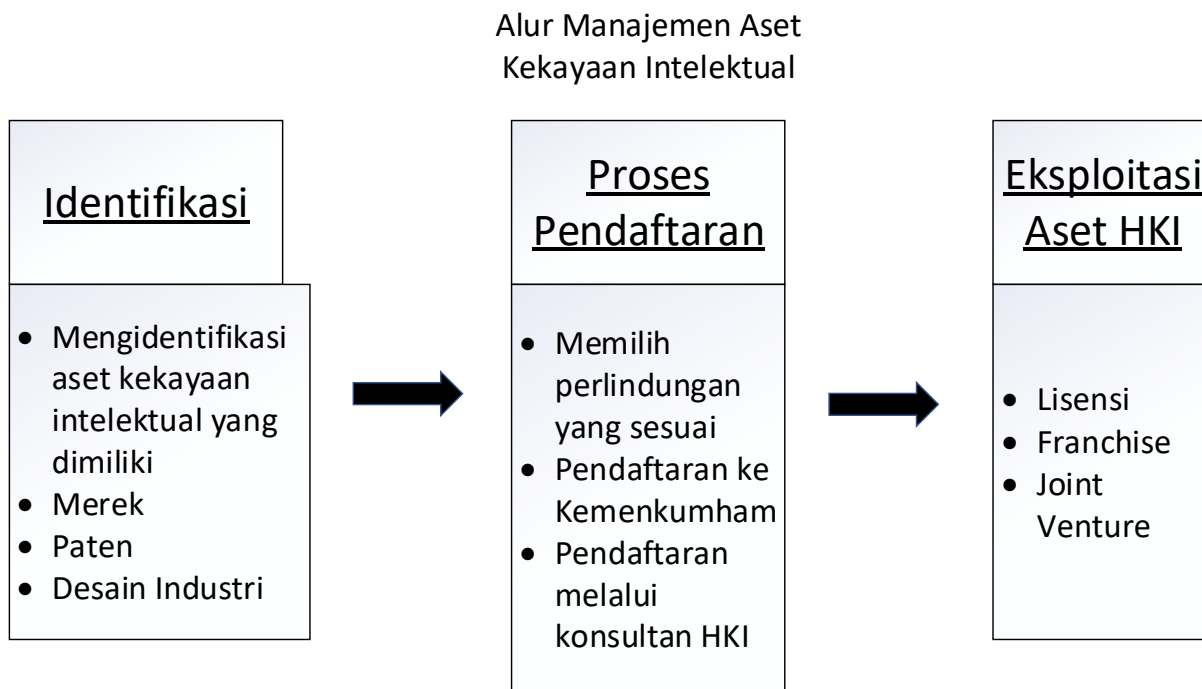 Alur Manajemen Aset
Kekayaan Intelektual
Identifikasi
• Mengidentifikasi
aset kekayaan
intelektual yang
dimiliki
• Merek
• Paten
• Desain Industri
Proses
Pendaftaran
• Memilih
perlindungan
yang sesuai
• Pendaftaran ke
Kemenkumham
• Pendaftaran
melalui
konsultan HKI
Eksploitasi
Aset HKI
• Lisensi
• Franchise
• Joint
Venture